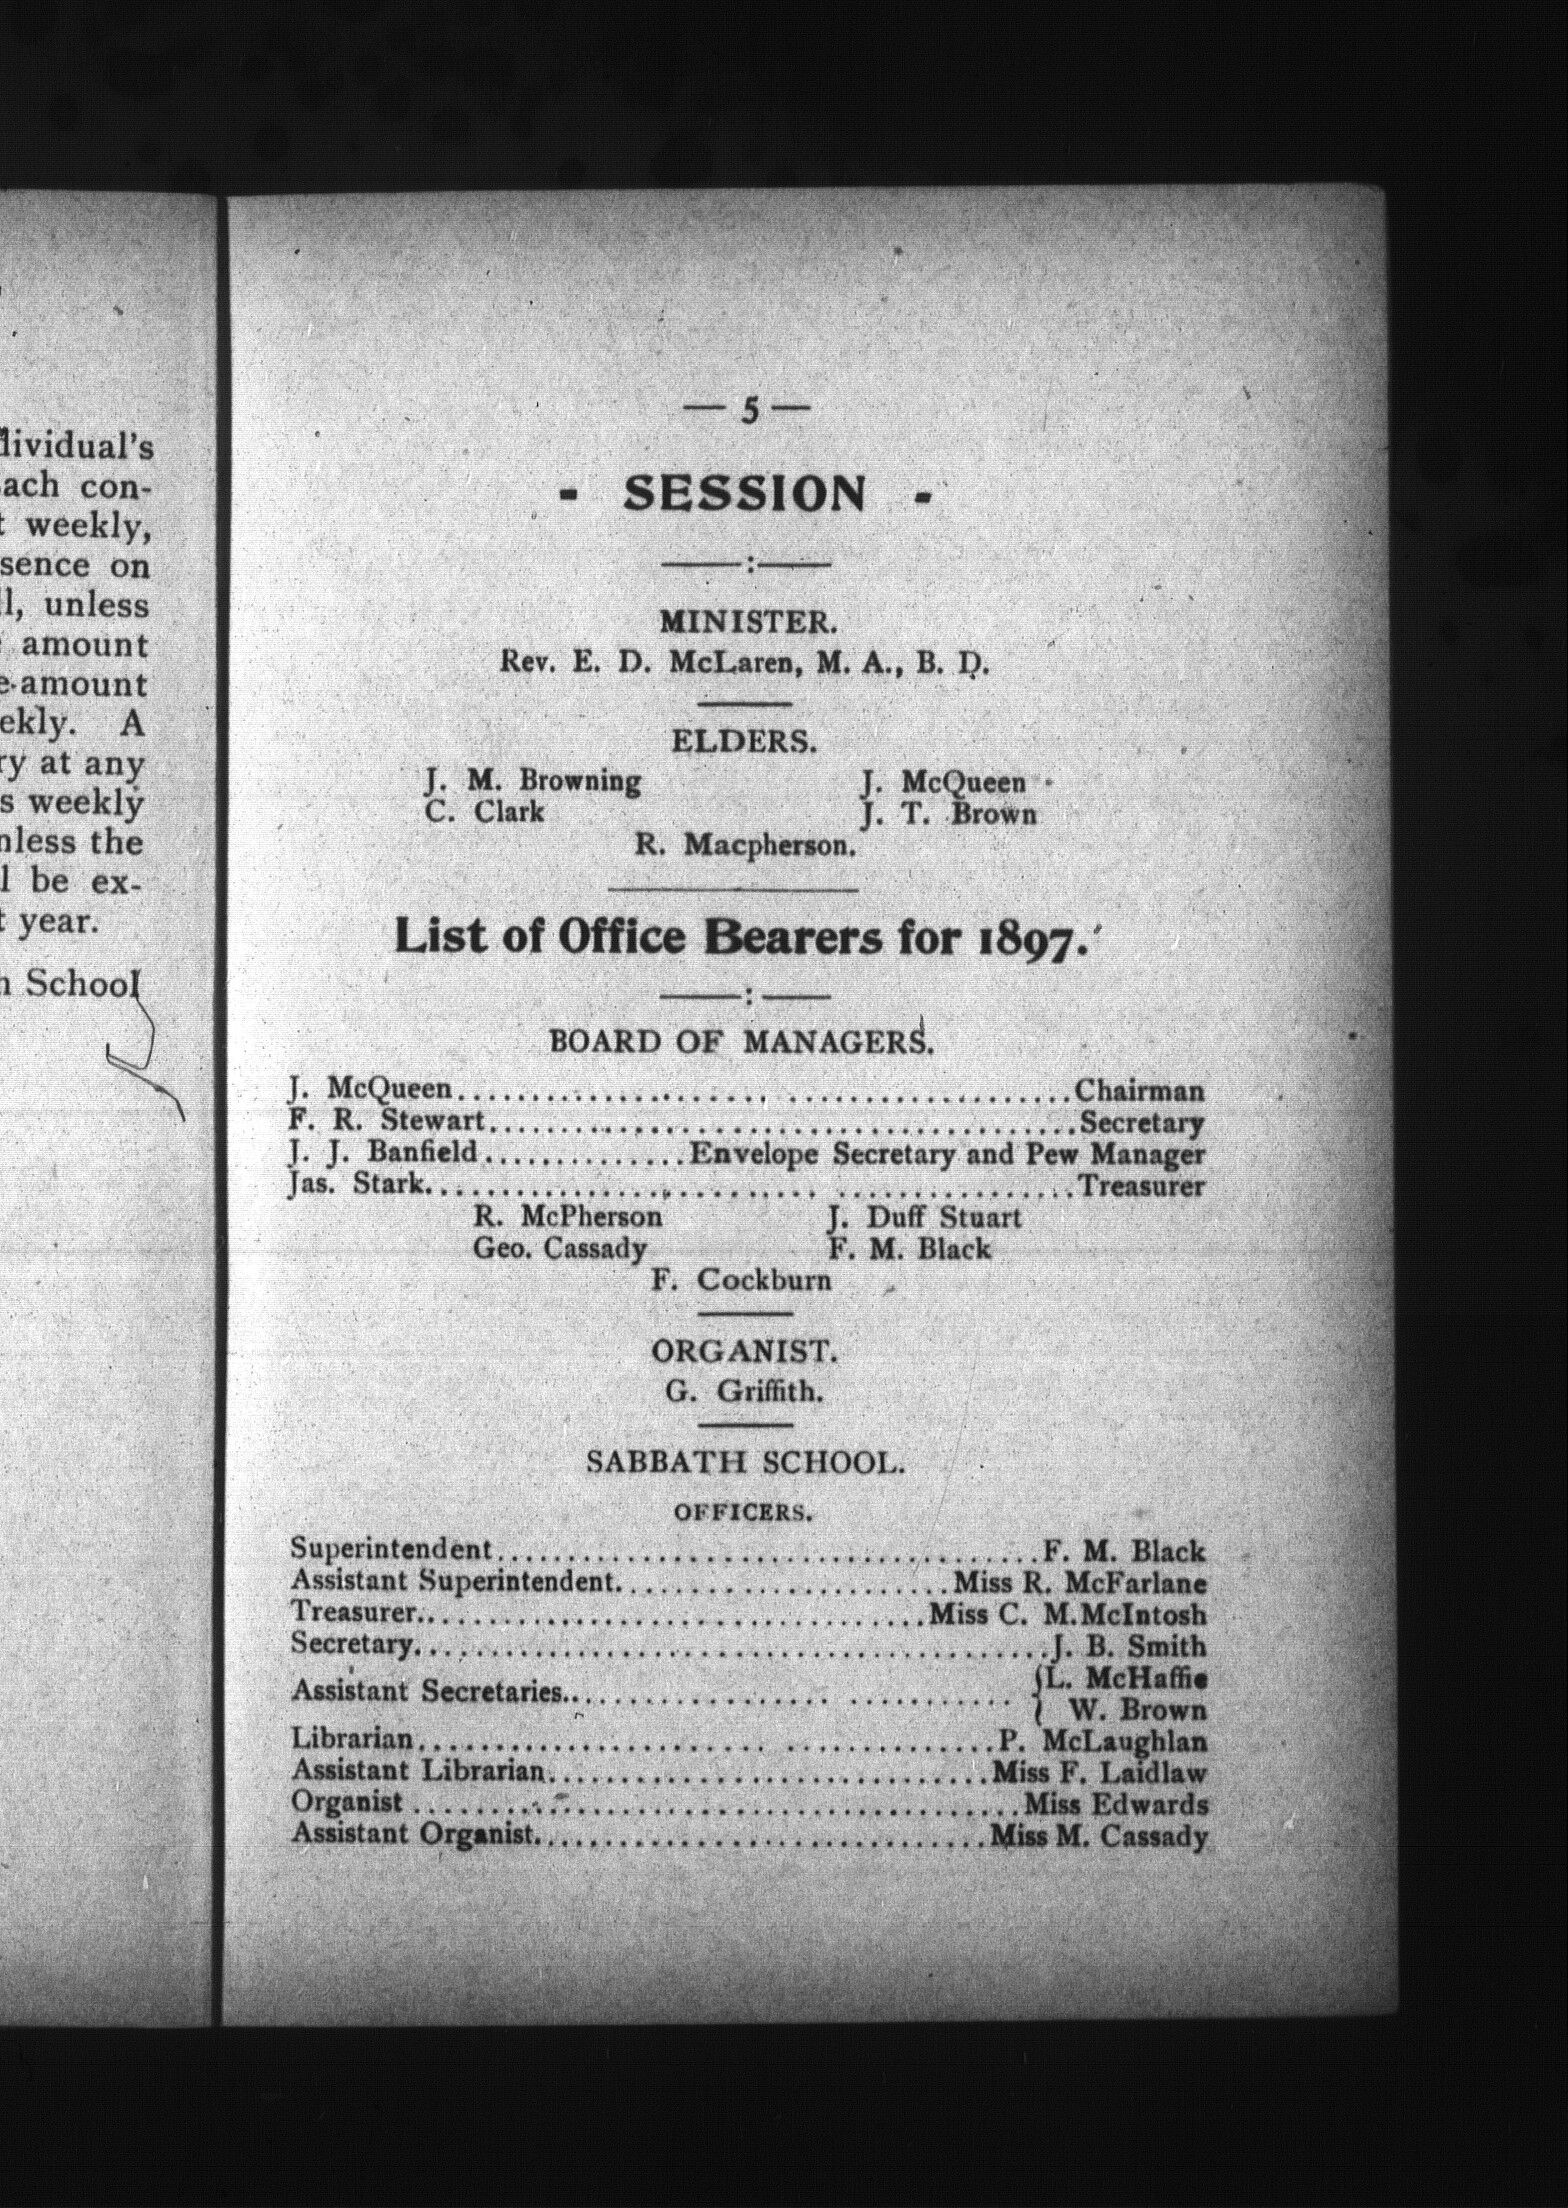 dividual's
ach con-
t weekly,
sence on
ll, unless
amount
e amount
ekly. A
ry at any
s weekly
nless the
l be ex-
t year.
n School
— 5 —
- SESSION -
——:——
MINISTER.
Rev. E. D. McLaren, M. A., B. D.
ELDERS.
J. M. Browning J. McQueen
C. Clark J. T. Brown
R. Macpherson.
List of Office Bearers for 1897.
——:——
BOARD OF MANAGERS.
J. McQueen........................................Chairman
F. R. Stewart........................................Secretary
J. J. Banfield..............Envelope Secretary and Pew Manager
Jas. Stark..........................................Treasurer
R. McPherson J. Duff Stuart
Geo. Cassady F. M. Black
F. Cockburn
ORGANIST.
G. Griffith.
SABBATH SCHOOL.
OFFICERS.
Superintendent.....................................F. M. Black
Assistant Superintendent.......................Miss R. McFarlane
Treasurer...................................Miss C. M. McIntosh
Secretary...........................................J. B. Smith
Assistant Secretaries.............................. {L. McHaffie
{ W. Brown
Librarian......................................P. McLaughlan
Assistant Librarian..............................Miss F. Laidlaw
Organist .........................................Miss Edwards
Assistant Organist...............................Miss M. Cassady